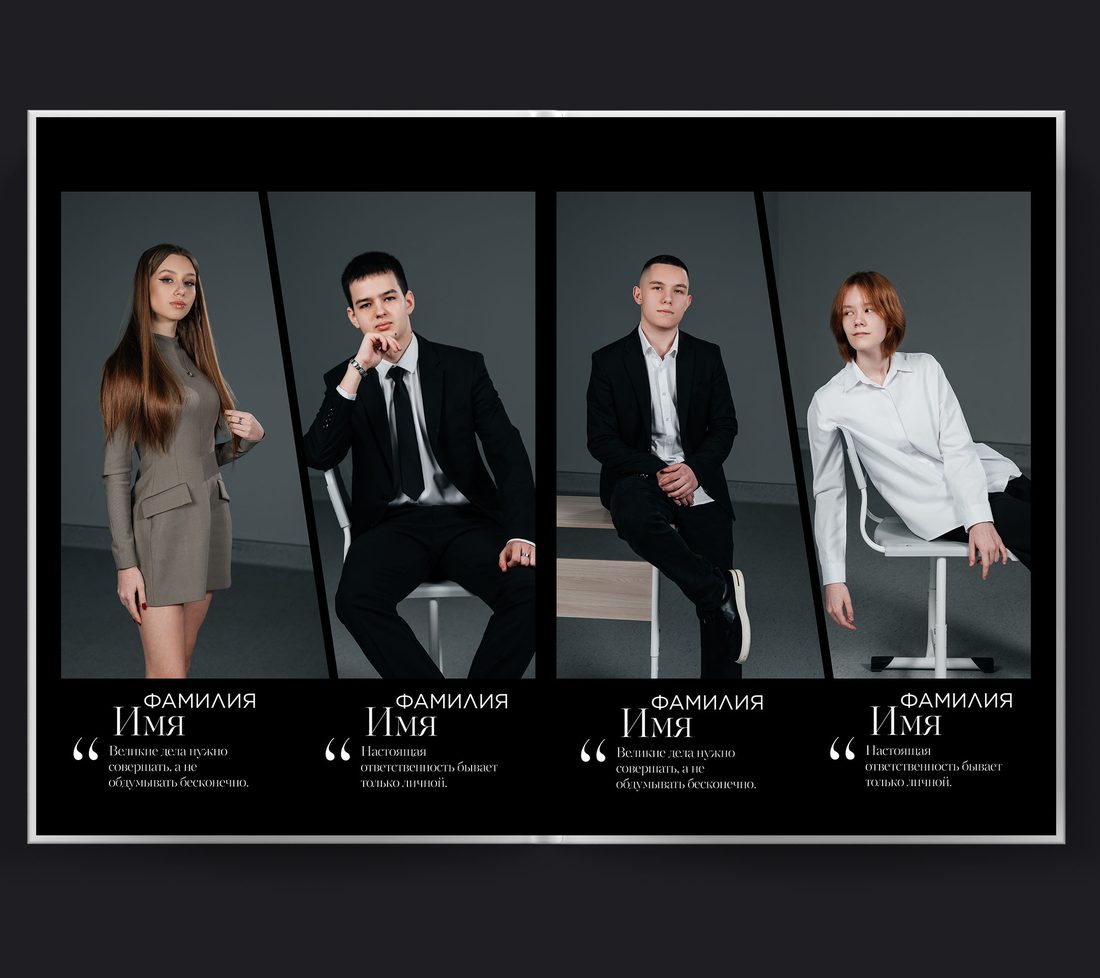 ФАМИЛИЯ
Имя
“ Великие дела нужно
совершать, а не
обдумывать бесконечно.
ФАМИЛИЯ
Имя
“ Настоящая
ответственность бывает
только личной.
ФАМИЛИЯ
Имя
“ Великие дела нужно
совершать, а не
обдумывать бесконечно.
ФАМИЛИЯ
Имя
“ Настоящая
ответственность бывает
только личной.